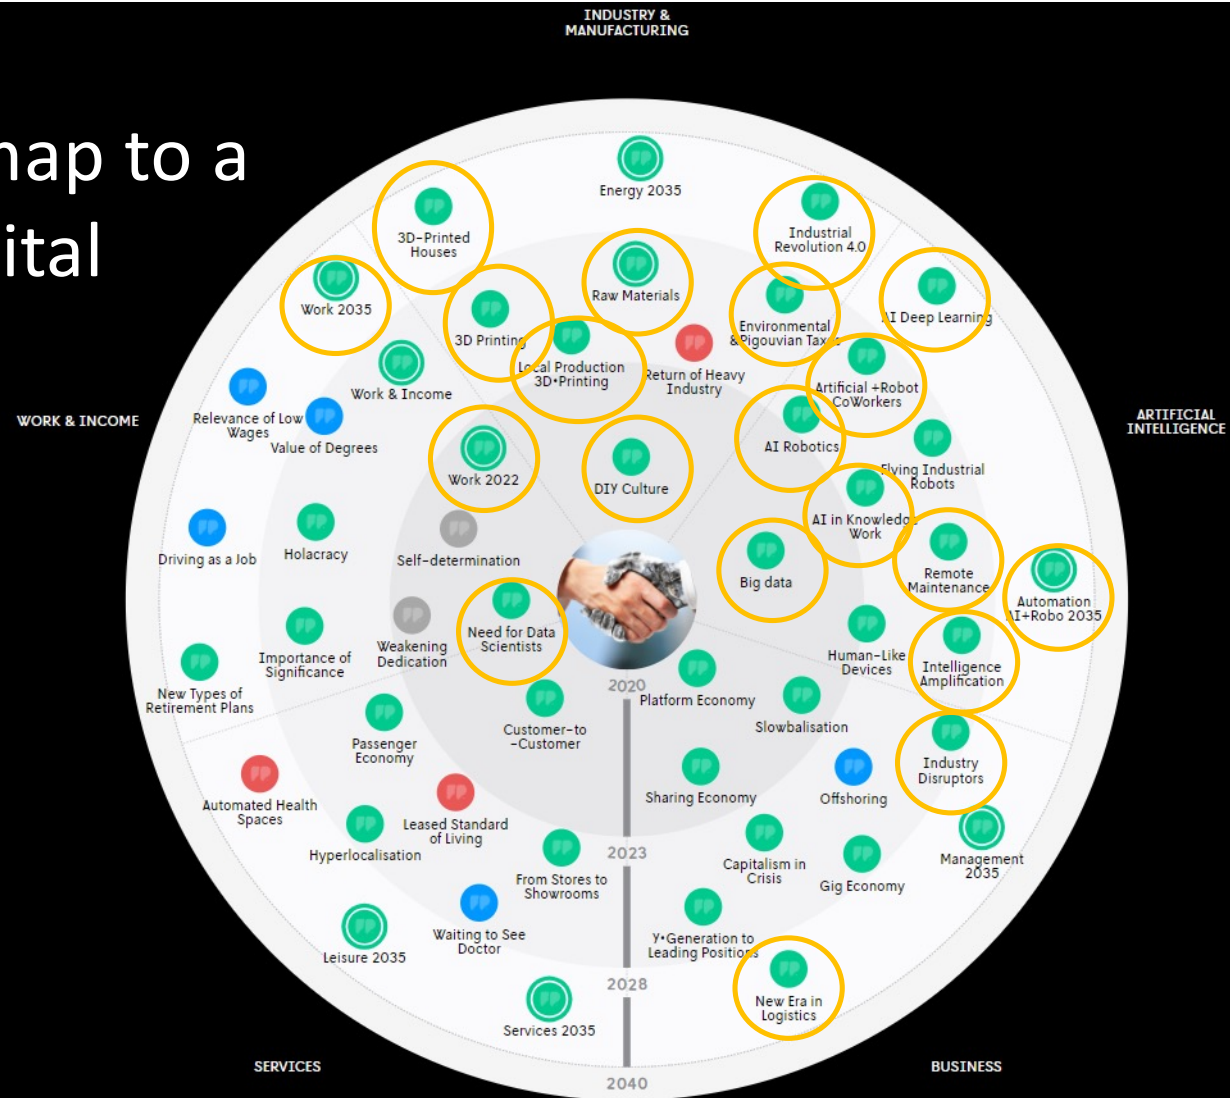 INDUSTRY &
MANUFACTURING
map to a
ital
Energy 2035
3D-Printed
Houses
Industrial
Revolution 4.0
Work 2035
Raw Materials
AI Deep Learning
3D Printing
Environmental
&Pigouvian Taxes
Local Production
3D•Printing
Return of Heavy
Industry
Artificial +Robot
CoWorkers
Work & Income
WORK & INCOME
Relevance of Low
Wages
Value of Degrees
ARTIFICIAL
INTELLIGENCE
AI Robotics
Flying Industrial
Robots
Work 2022
DIY Culture
AI in Knowledge
Work
Driving as a Job
Holacracy
Self-determination
Big data
Remote
Maintenance
Automation
AI+Robo 2035
Need for Data
Scientists
Weakening
Dedication
Importance of
Significance
Human-Like
Devices
Intelligence
Amplification
New Types of
Retirement Plans
2020
Platform Economy
Customer-to
-Customer
Slowbalisation
Passenger
Economy
Industry
Disruptors
Sharing Economy
Offshoring
Automated Health
Spaces
Leased Standard
of Living
Hyperlocalisation
2023
Capitalism in
Crisis
Gig Economy
Management
2035
From Stores to
Showrooms
Waiting to See
Doctor
Y•Generation to
Leading Positions
Leisure 2035
2028
New Era in
Logistics
Services 2035
SERVICES
BUSINESS
2040